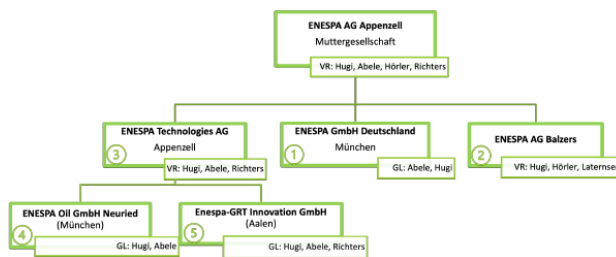 ENESPA AG Appenzell
Muttergesellschaft
VR: Hugi, Abele, Hörler, Richters
ENESPA Technologies AG
Appenzell
3
VR: Hugi, Abele, Richters
ENESPA GmbH Deutschland
München
1
GL: Abele, Hugi
ENESPA AG Balzers
2
VR: Hugi, Hörler, Laternser
ENESPA Oil GmbH Neuried
(München)
4
GL: Hugi, Abele
Enespa-GRT Innovation GmbH
(Aalen)
5
GL: Hugi, Abele, Richters